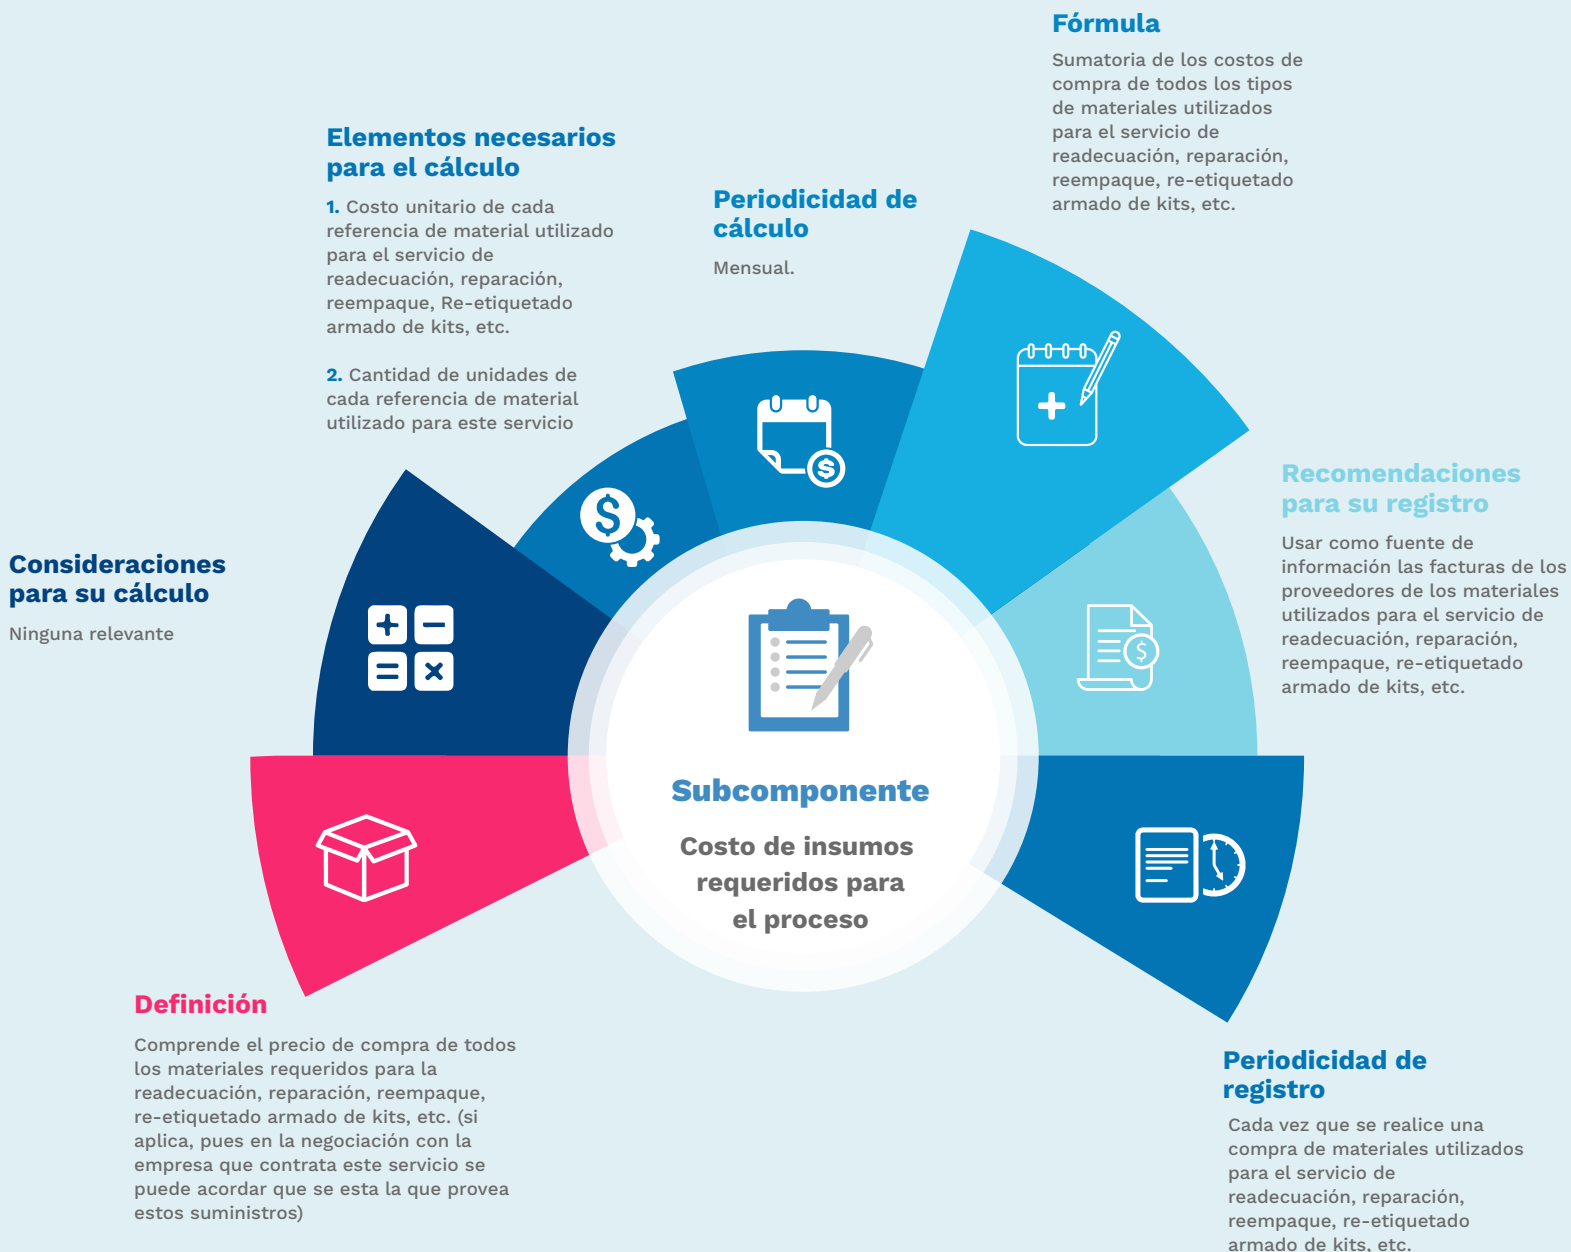 Fórmula
Sumatoria de los costos de
compra de todos los tipos
de materiales utilizados
para el servicio de
readecuación, reparación,
reempaque, re-etiquetado
armado de kits, etc.
Elementos necesarios
para el cálculo
1. Costo unitario de cada
referencia de material utilizado
para el servicio de
readecuación, reparación,
reempaque, Re-etiquetado
armado de kits, etc.
2. Cantidad de unidades de
cada referencia de material
utilizado para este servicio
Periodicidad de
cálculo
Mensual.
Recomendaciones
para su registro
Usar como fuente de
información las facturas de los
proveedores de los materiales
utilizados para el servicio de
readecuación, reparación,
reempaque, re-etiquetado
armado de kits, etc.
Consideraciones
para su cálculo
Ninguna relevante
Subcomponente
Costo de insumos
requeridos para
el proceso
Definición
Comprende el precio de compra de todos
los materiales requeridos para la
readecuación, reparación, reempaque,
re-etiquetado armado de kits, etc. (si
aplica, pues en la negociación con la
empresa que contrata este servicio se
puede acordar que se esta la que provea
estos suministros)
Periodicidad de
registro
Cada vez que se realice una
compra de materiales utilizados
para el servicio de
readecuación, reparación,
reempaque, re-etiquetado
armado de kits, etc.